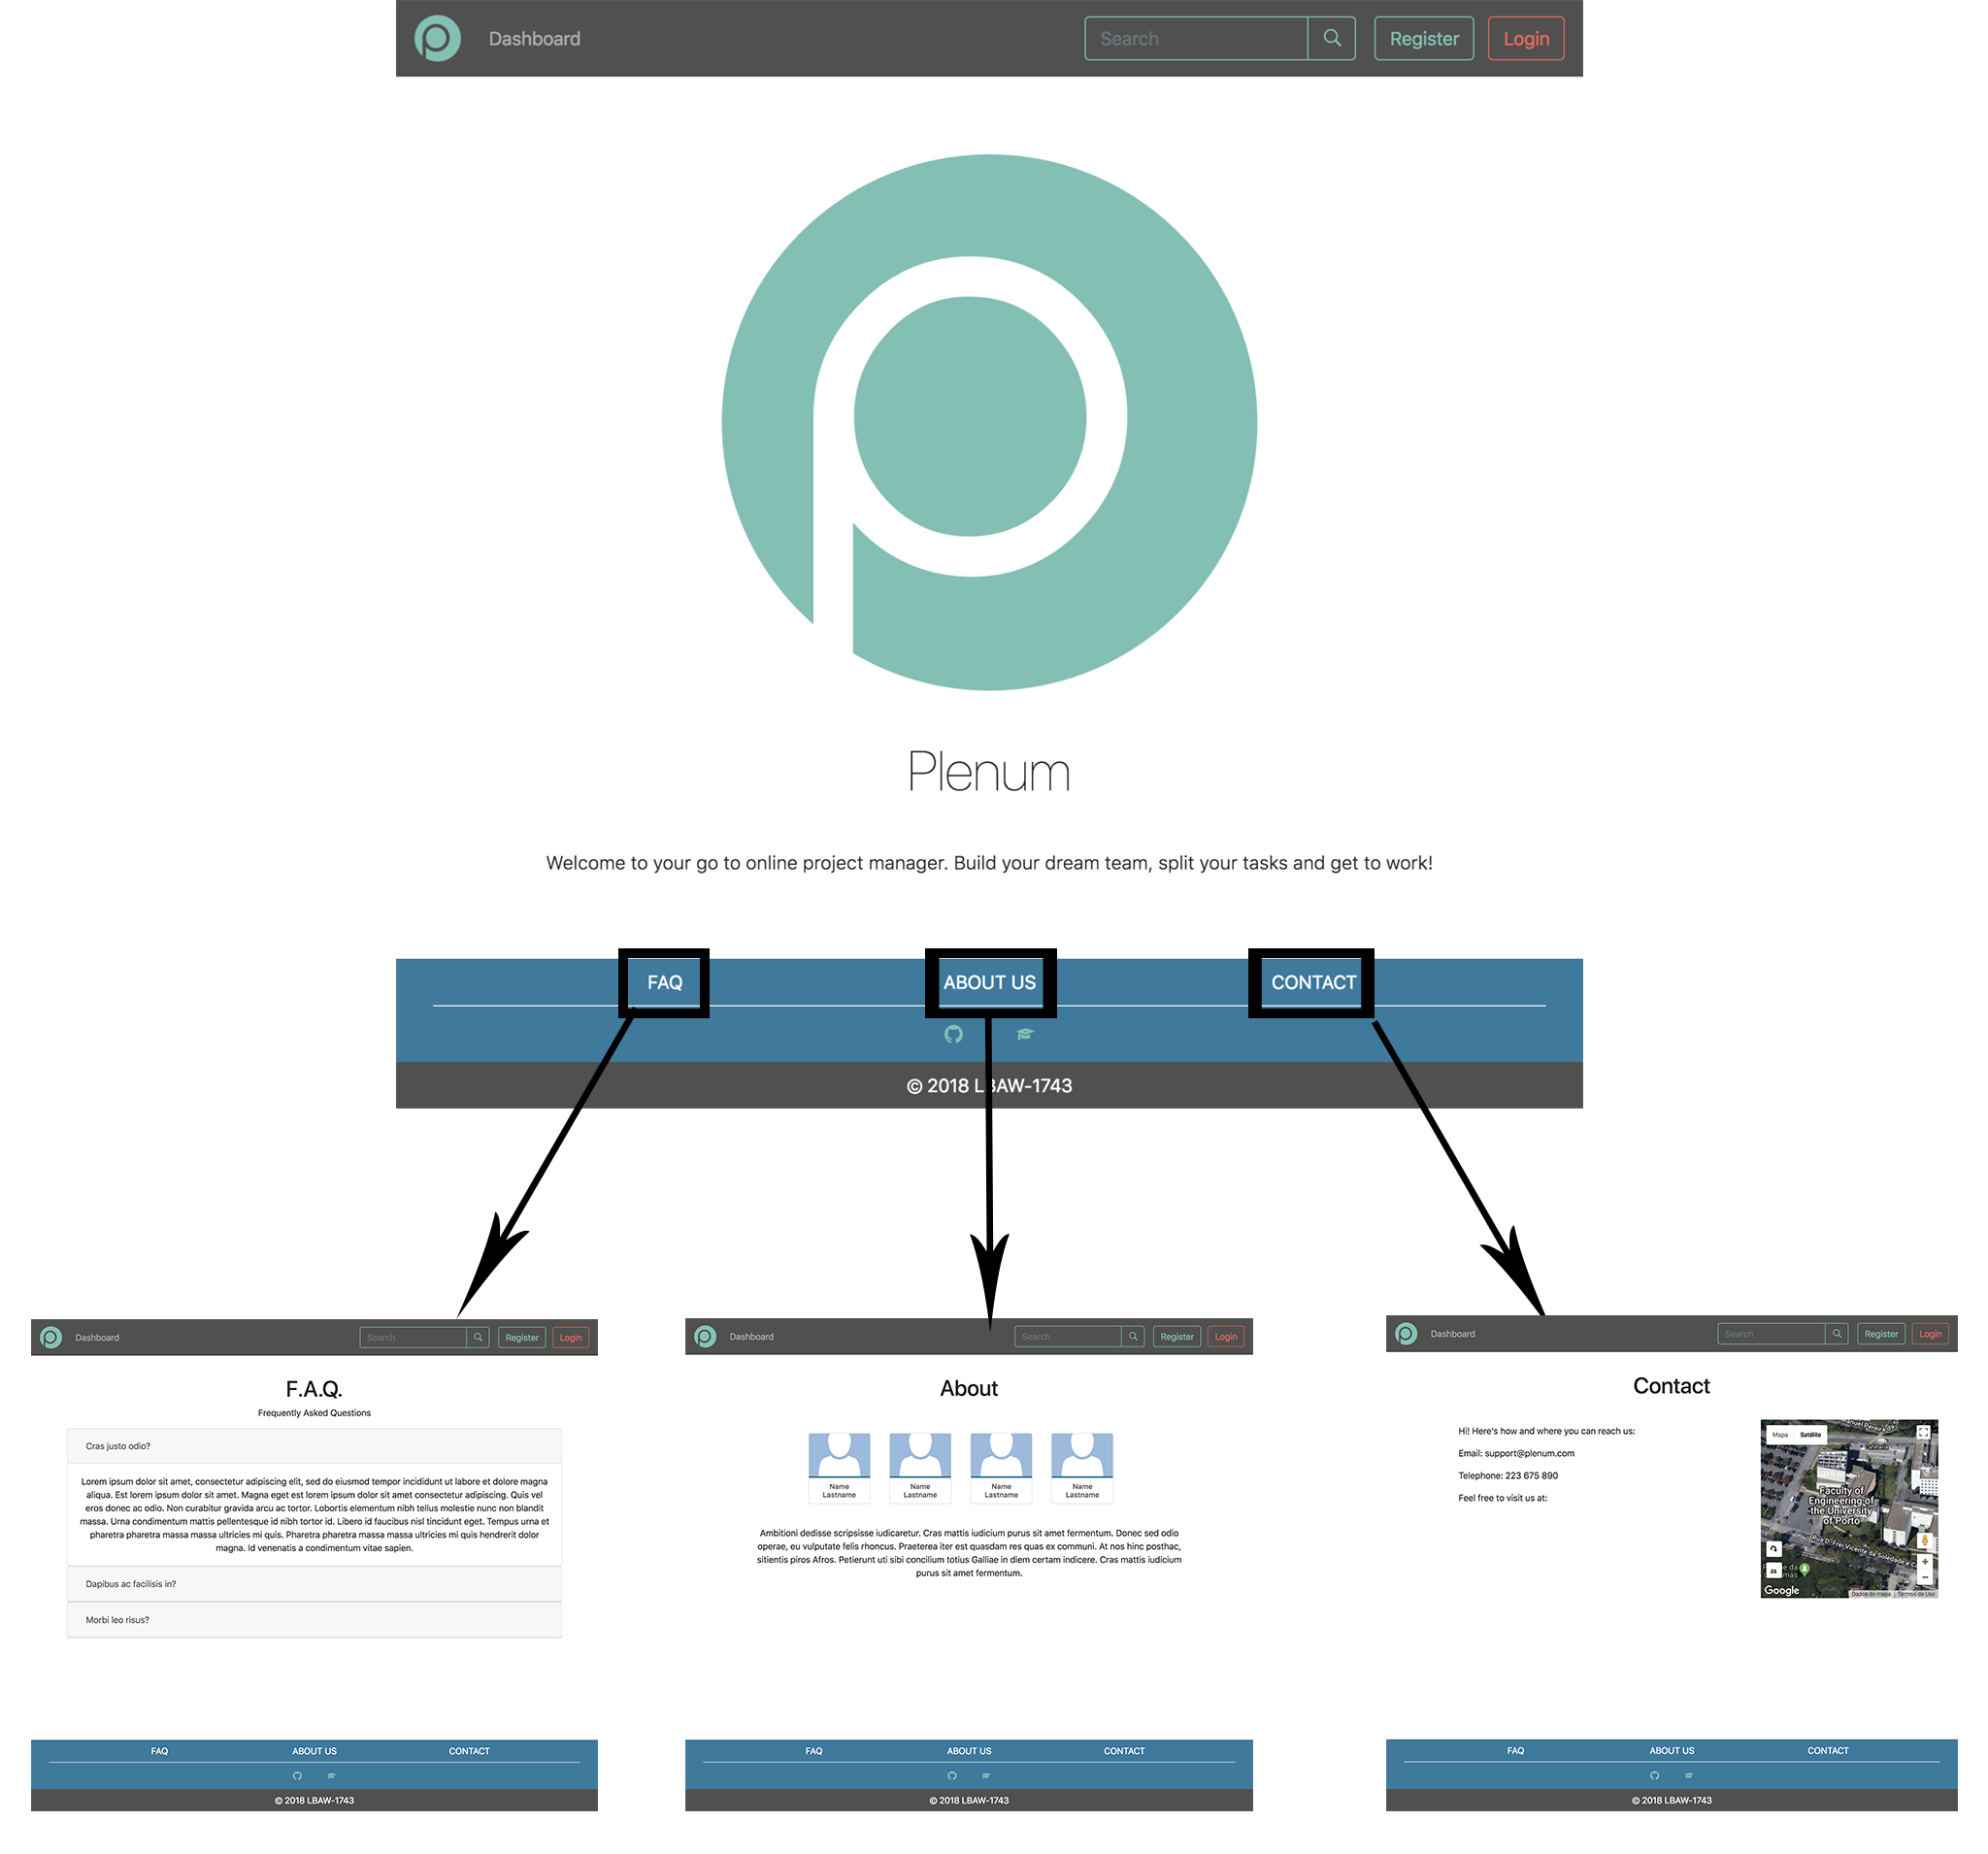 Dashboard
Search
Register
Login
Plenum
Welcome to your go to online project manager. Build your dream team, split your tasks and get to work!
FAQ
ABOUT US
CONTACT
© 2018 LBAW-1743
Dashboard
Search
Register
Login
F.A.Q.
Frequently Asked Questions
Cras justo odio?
Lorem ipsum dolor sit amet, consectetur adipiscing elit, sed do eiusmod tempor incididunt ut labore et dolore magna
aliqua. Est lorem ipsum dolor sit amet. Magna eget est lorem ipsum dolor sit amet consectetur adipiscing. Quis vel
eros donec ac odio. Non curabitur gravida arcu ac tortor. Lobortis elementum nibh tellus molestie nunc non blandit
massa. Urna condimentum mattis pellentesque id nibh tortor id. Libero id faucibus nisl tincidunt eget. Tempus urna et
pharetra pharetra massa massa ultricies mi quis. Pharetra pharetra massa massa ultricies mi quis hendrerit dolor
magna. Id venenatis a condimentum vitae sapien.
Dapibus ac facilisis in?
Morbi leo risus?
FAQ
ABOUT US
CONTACT
© 2018 LBAW-1743
Dashboard
Search
Register
Login
About
Name
Lastname
Name
Lastname
Name
Lastname
Name
Lastname
Ambitioni dedisse scripsisse iudicaretur. Cras mattis iudicium purus sit amet fermentum. Donec sed odio
operae, eu vulputate felis rhoncus. Praeterea iter est quasdam res quas ex communi. At nos hinc posthac,
sitientis piros Afros. Petierunt uti sibi concilium totius Galliae in diem certam indicere. Cras mattis iudicium
purus sit amet fermentum.
FAQ
ABOUT US
CONTACT
© 2018 LBAW-1743
Dashboard
Search
Register
Login
Contact
Hi! Here's how and where you can reach us:
Email: support@plenum.com
Telephone: 223 675 890
Feel free to visit us at:
Mapa
Satélite
Faculty of
Engineering of
the University
of Porto
Rua D. Frei Vicente da Soledade e
Google
Dados do mapa
Termos de Uso
FAQ
ABOUT US
CONTACT
© 2018 LBAW-1743